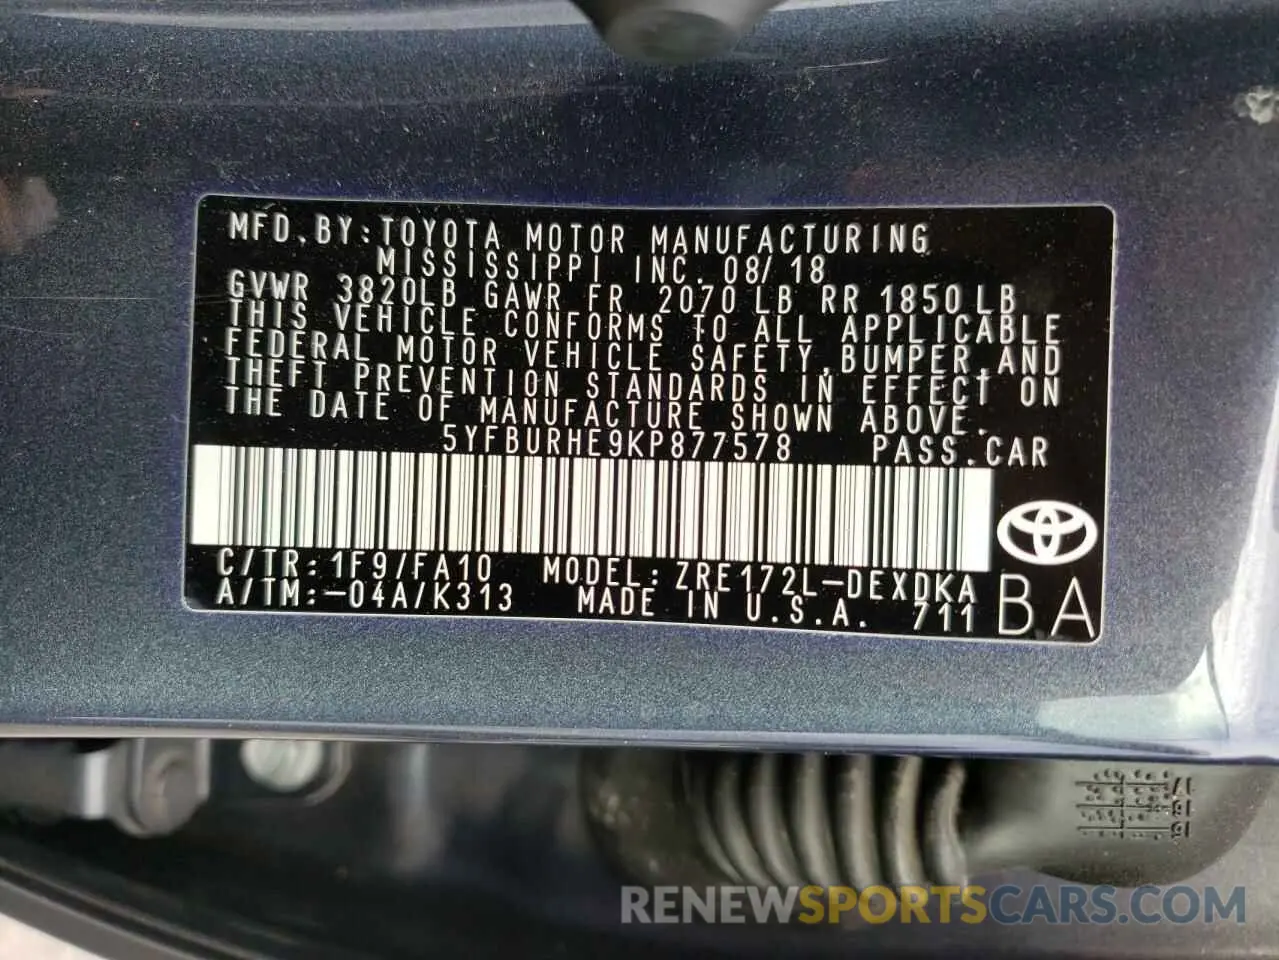 MFD. BY: TOYOTA MOTOR MANUFACTURING
MISSISSIPPI INC. 08/18
GVWR 3820LB GAWR FR 2070 LB RR 1850 LB
THIS VEHICLE CONFORMS TO ALL APPLICABLE
FEDERAL MOTOR VEHICLE SAFETY, BUMPER, AND
THEFT PREVENTION STANDARDS IN EFFECT ON
THE DATE OF MANUFACTURE SHOWN ABOVE.
5YFBURHE9KP877578 PASS. CAR
C/TR: 1F9/FA10 MODEL: ZRE172L-DEXDKA
A/TM:-04A/K313 MADE IN U.S.A. 711
BA
RENEWSPORTSCARS.COM